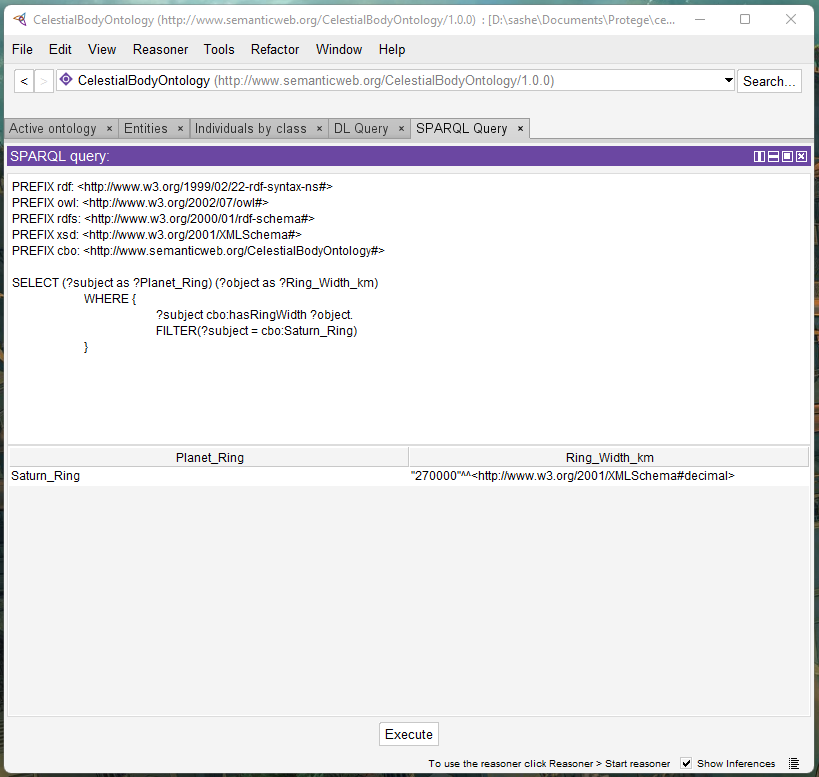 CelestialBodyOntology (http://www.semanticweb.org/CelestialBodyOntology/1.0.0) : [D:\sashe\Documents\Protege\ce...
File Edit View Reasoner Tools Refactor Window Help
< > CelestialBodyOntology (http://www.semanticweb.org/CelestialBodyOntology/1.0.0) Search...
Active ontology × Entities × Individuals by class × DL Query × SPARQL Query ×
SPARQL query:
PREFIX rdf: <http://www.w3.org/1999/02/22-rdf-syntax-ns#>
PREFIX owl: <http://www.w3.org/2002/07/owl#>
PREFIX rdfs: <http://www.w3.org/2000/01/rdf-schema#>
PREFIX xsd: <http://www.w3.org/2001/XMLSchema#>
PREFIX cbo: <http://www.semanticweb.org/CelestialBodyOntology#>
SELECT (?subject as ?Planet_Ring) (?object as ?Ring_Width_km)
WHERE {
?subject cbo:hasRingWidth ?object.
FILTER(?subject = cbo:Saturn_Ring)
}
Planet_Ring Ring_Width_km
Saturn_Ring "270000"^^<http://www.w3.org/2001/XMLSchema#decimal>
Execute
To use the reasoner click Reasoner > Start reasoner Show Inferences